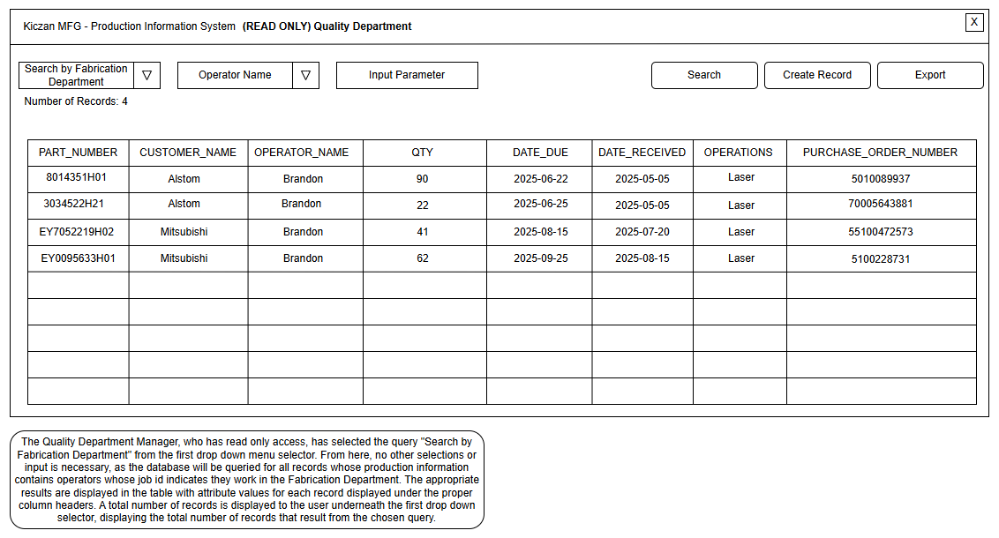 Kiczan MFG - Production Information System (READ ONLY) Quality Department X
Search by Fabrication
Department ▽ Operator Name ▽ Input Parameter Search Create Record Export
Number of Records: 4
PART_NUMBER CUSTOMER_NAME OPERATOR_NAME QTY DATE_DUE DATE_RECEIVED OPERATIONS PURCHASE_ORDER_NUMBER
8014351H01 Alstom Brandon 90 2025-06-22 2025-05-05 Laser 5010089937
3034522H21 Alstom Brandon 22 2025-06-25 2025-05-05 Laser 70005643881
EY7052219H02 Mitsubishi Brandon 41 2025-08-15 2025-07-20 Laser 55100472573
EY0095633H01 Mitsubishi Brandon 62 2025-09-25 2025-08-15 Laser 5100228731
The Quality Department Manager, who has read only access, has selected the query "Search by
Fabrication Department" from the first drop down menu selector. From here, no other selections or
input is necessary, as the database will be queried for all records whose production information
contains operators whose job id indicates they work in the Fabrication Department. The appropriate
results are displayed in the table with attribute values for each record displayed under the proper
column headers. A total number of records is displayed to the user underneath the first drop down
selector, displaying the total number of records that result from the chosen query.